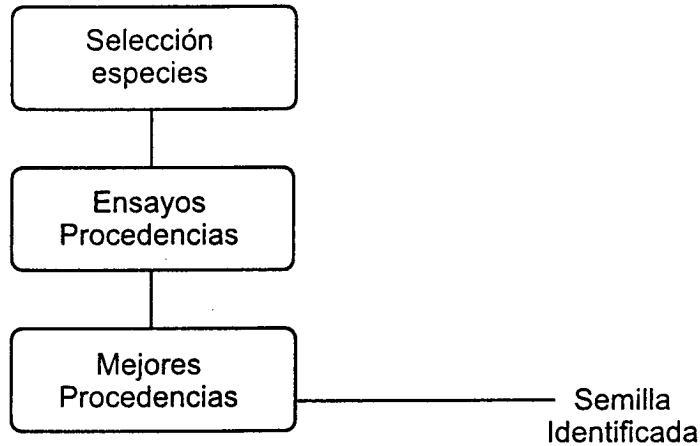 Selección
especies
Ensayos
Procedencias
Mejores
Procedencias
Semilla
Identificada